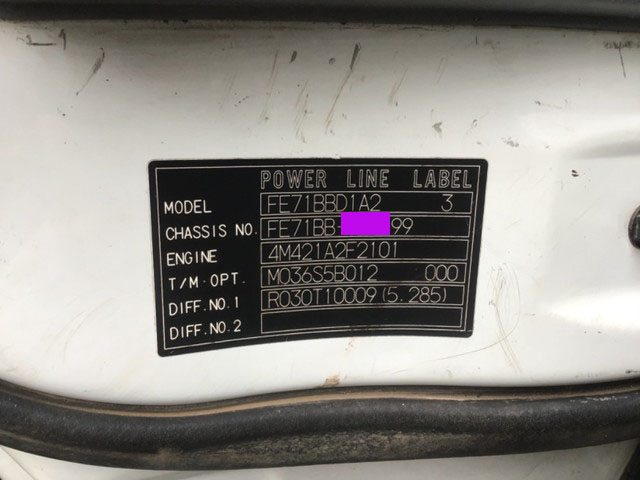 POWER LINE LABEL
MODEL FE71BBD1A2 3
CHASSIS NO. FE71BB- 99
ENGINE 4M421A2F2101
T/M OPT. M036S5B012 000
DIFF.NO.1 R030T10009(5.285)
DIFF.NO.2